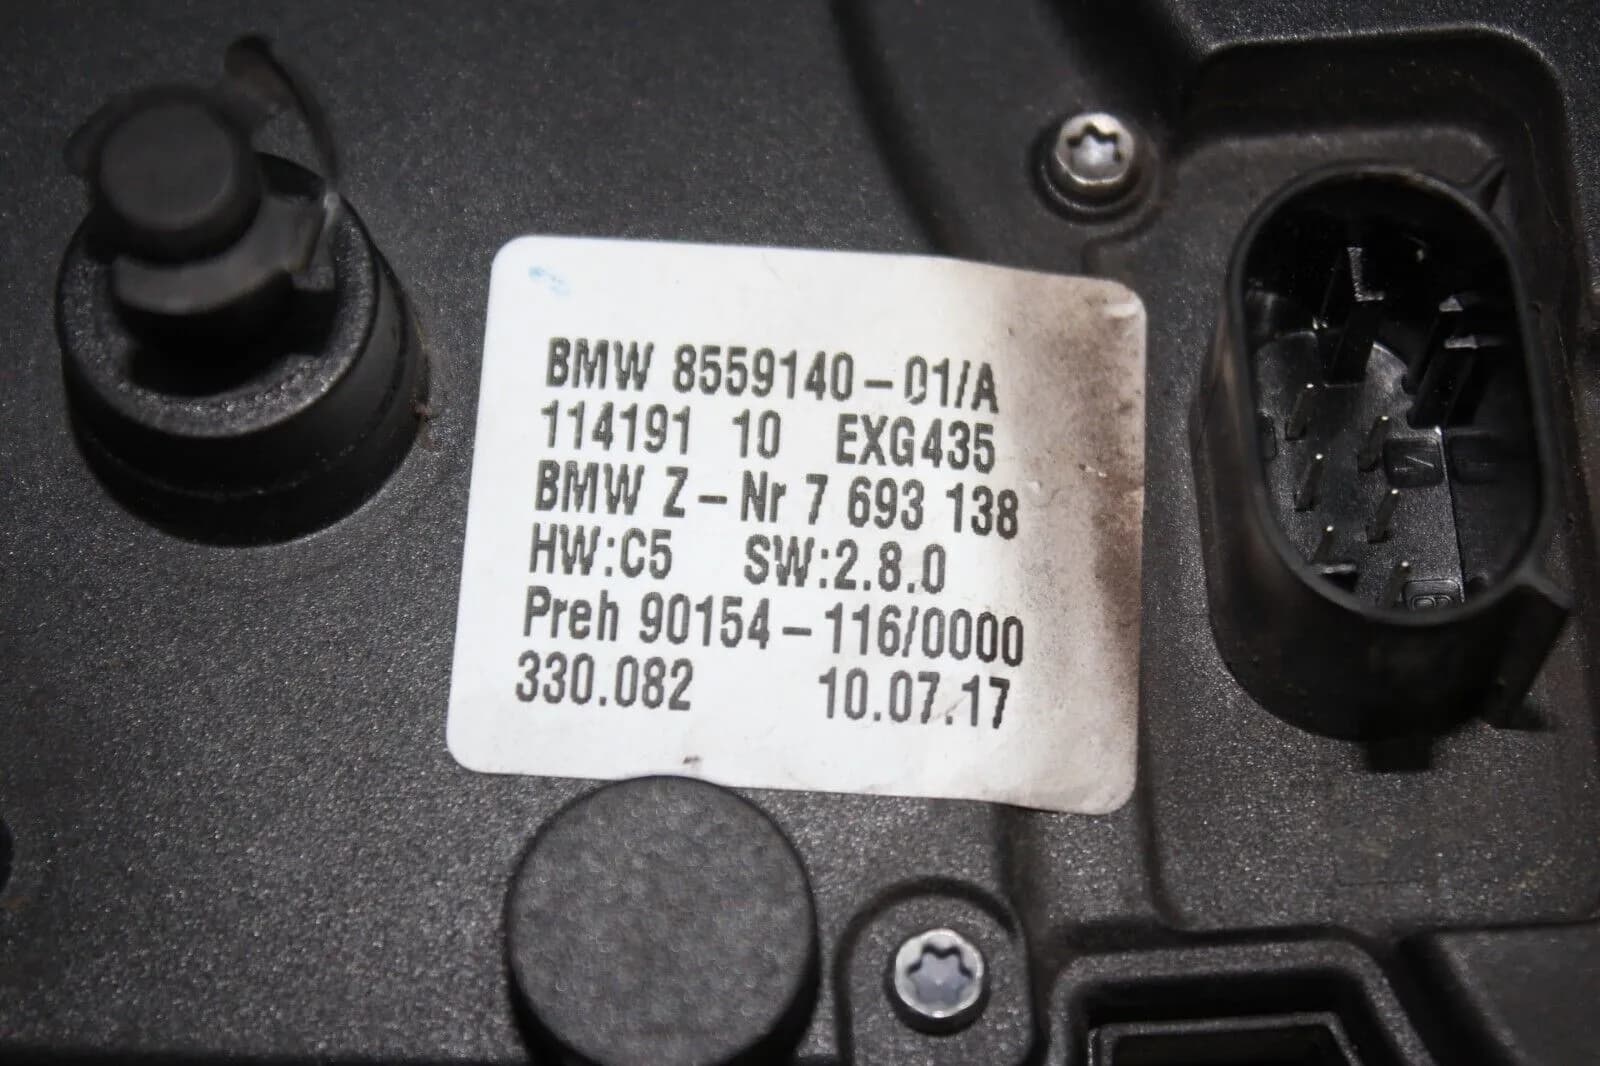 BMW 8559140-01/A
114191 10 EXG435
BMW Z-Nr 7 693 138
HW:C5 SW:2.8.0
Preh 90154-116/0000
330.082 10.07.17